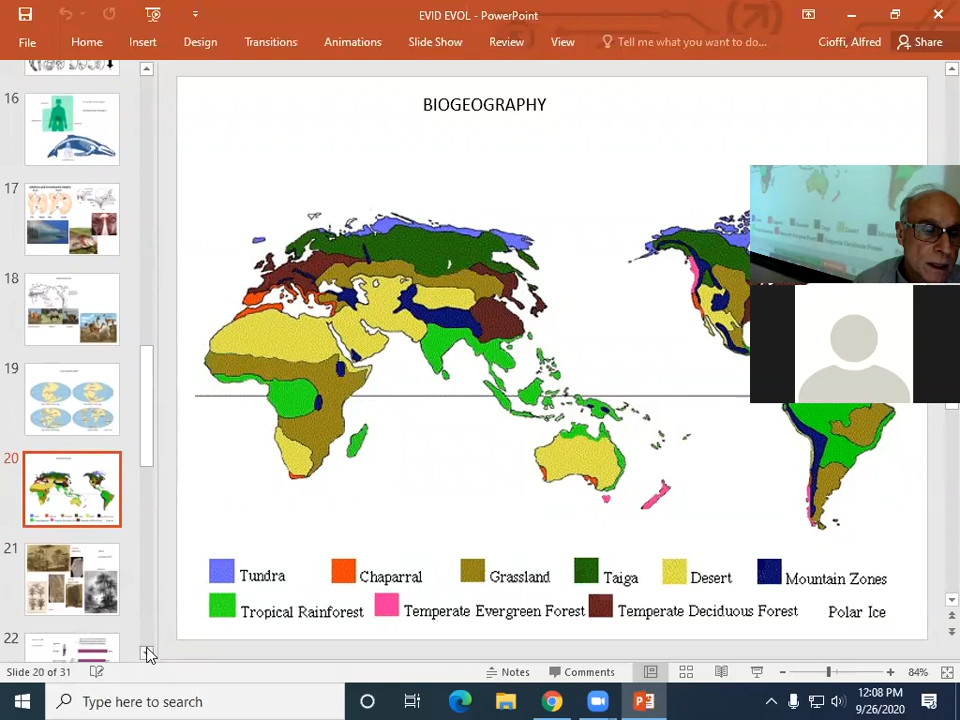 EVID EVOL - PowerPoint
File Home Insert Design Transitions Animations Slide Show Review View Tell me what you want to do... Cioffi, Alfred Share
16
17
18
19
20
21
22
BIOGEOGRAPHY
Tundra Chaparral Grassland Taiga Desert Mountain Zones
Tropical Rainforest Temperate Evergreen Forest Temperate Deciduous Forest Polar Ice
Slide 20 of 31 Notes Comments 84%
Type here to search
12:08 PM
9/26/2020